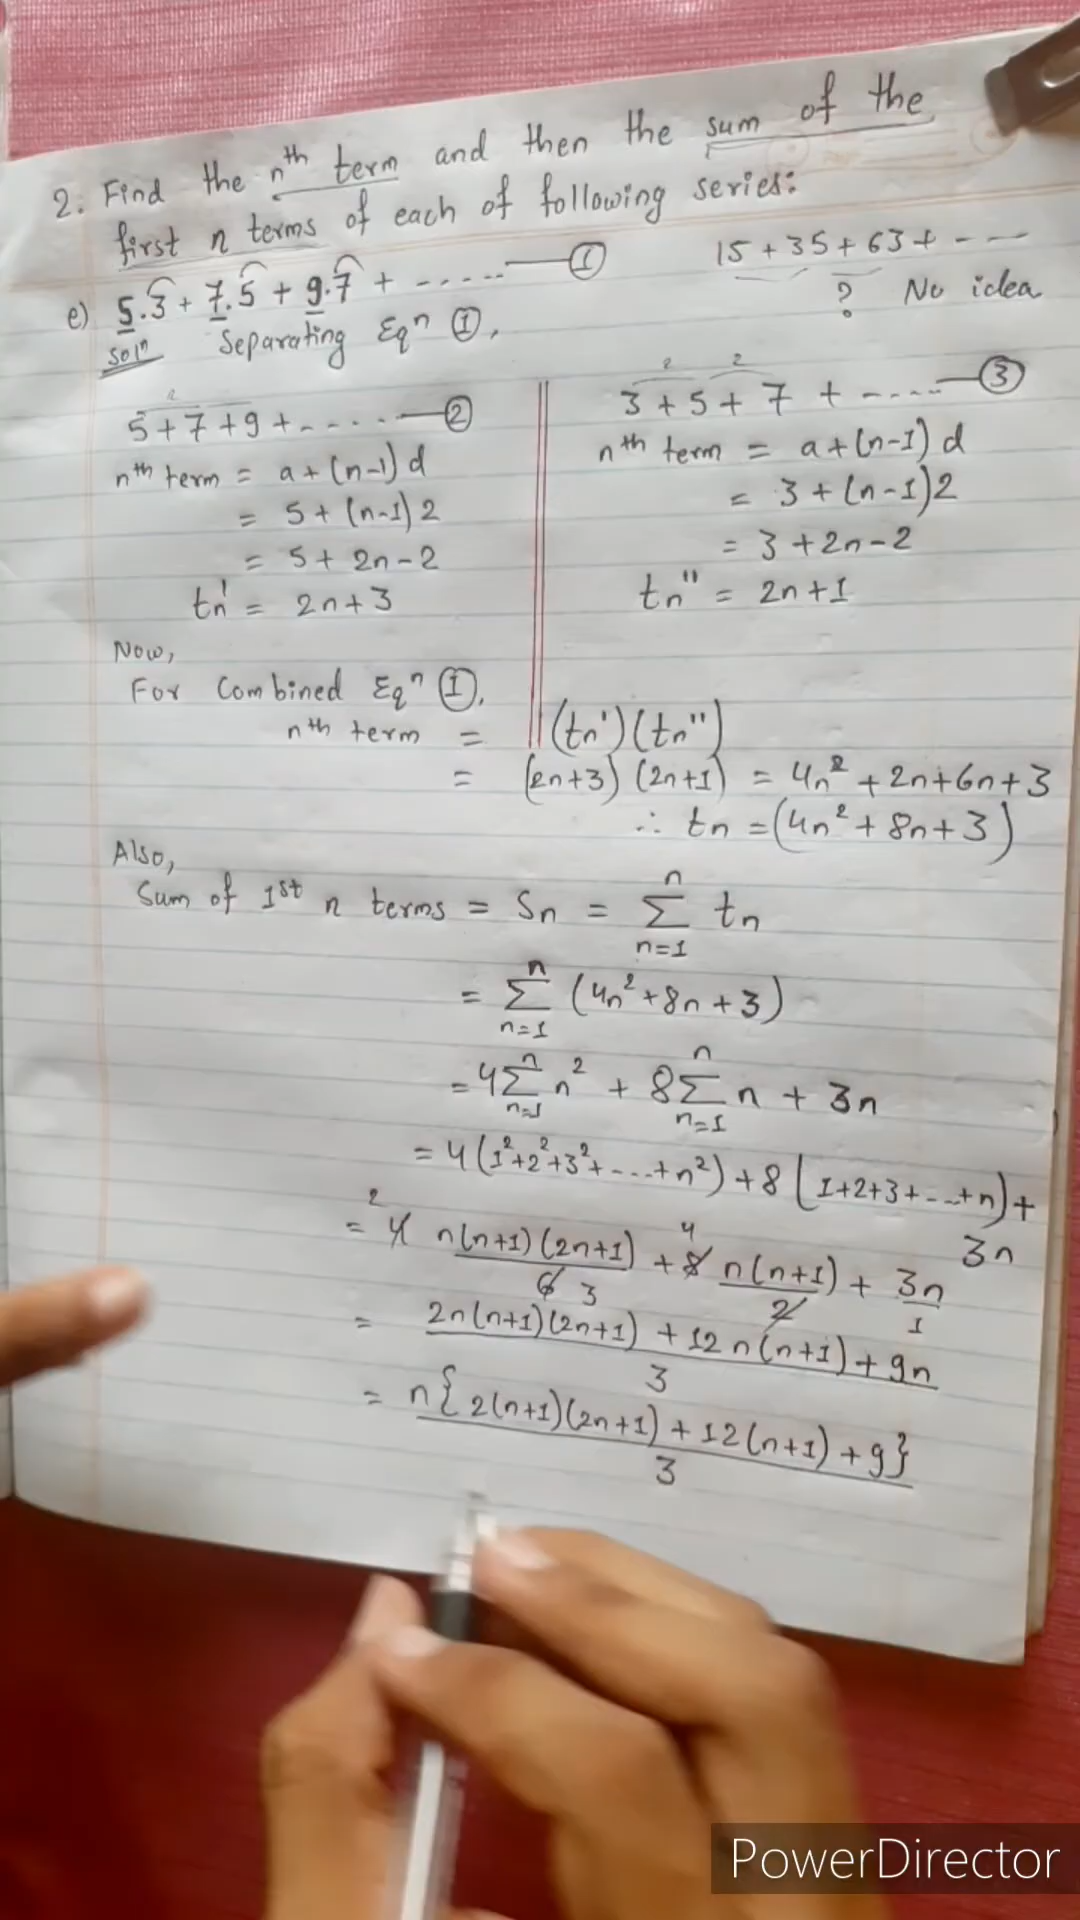 2. Find the nth term and then the sum of the
first n terms of each of following series:
e) 5.3 + 7.5 + 9.7 + ...... — ①
15 + 35 + 63 + - - -
? No idea
Soln Separating Eqn ①,
2
5 + 7 + 9 + - . . . . — ②
nth term = a + (n-1) d
= 5 + (n-1) 2
= 5 + 2n - 2
tn' = 2n + 3
2 2
3 + 5 + 7 + - . . . — ③
nth term = a + (n-1) d
= 3 + (n-1) 2
= 3 + 2n - 2
tn'' = 2n + 1
Now,
For Combined Eqn ①,
nth term = (tn') (tn'')
= (2n+3) (2n+1) = 4n² + 2n + 6n + 3
∴ tn = (4n² + 8n + 3)
Also,
Sum of 1st n terms = Sn = n∑n=1 tn
= n∑n=1 (4n² + 8n + 3)
= 4 n∑n=1 n² + 8 n∑n=1 n + 3n
= 4 (1² + 2² + 3² + - ... + n²) + 8 (1 + 2 + 3 + - .. + n) +
3n
= 2 4 n(n+1) (2n+1) / 6 3 + 4 8 n(n+1) / 2 + 3n / 1
= 2n(n+1) (2n+1) + 12 n(n+1) + 9n / 3
= n{2(n+1) (2n+1) + 12(n+1) + 9} / 3
PowerDirector